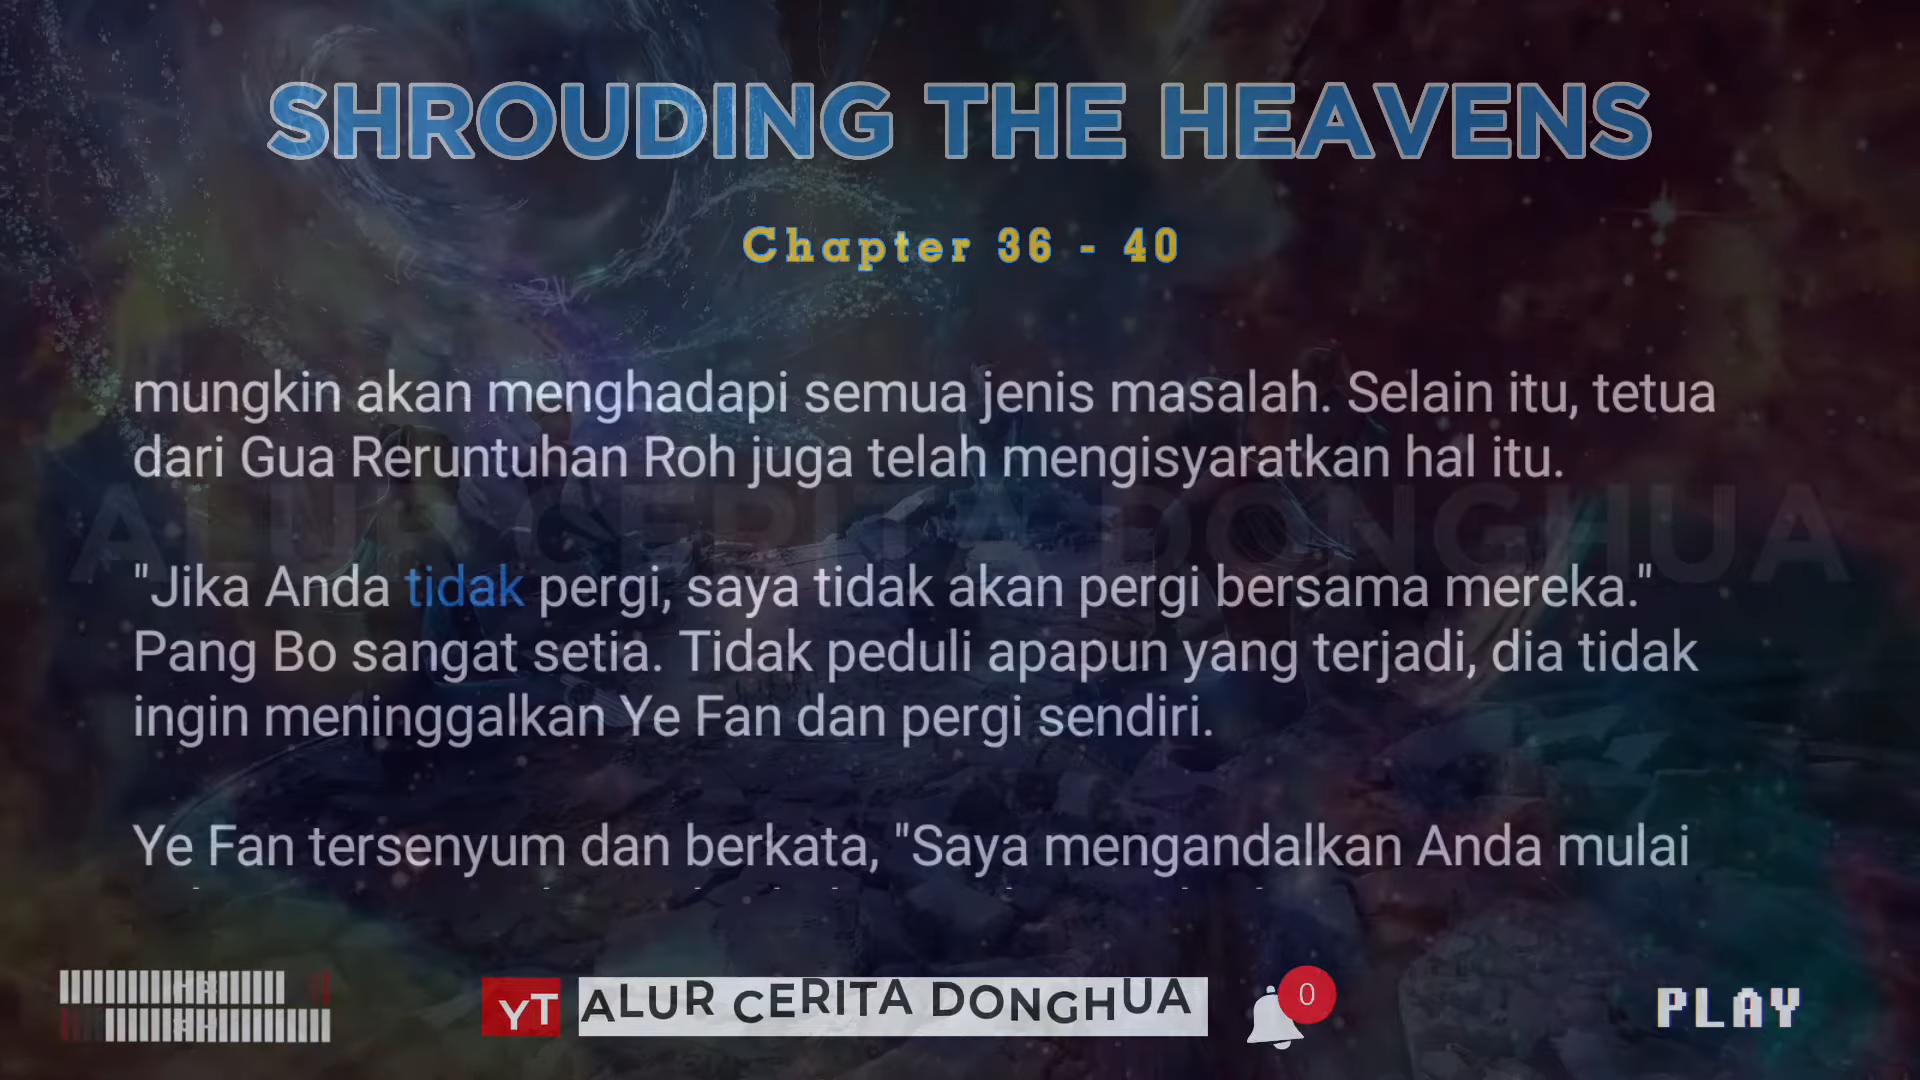 SHROUDING THE HEAVENS
Chapter 36 - 40
mungkin akan menghadapi semua jenis masalah. Selain itu, tetua
dari Gua Reruntuhan Roh juga telah mengisyaratkan hal itu.
ALUR CERITA DONGHUA
"Jika Anda tidak pergi, saya tidak akan pergi bersama mereka."
Pang Bo sangat setia. Tidak peduli apapun yang terjadi, dia tidak
ingin meninggalkan Ye Fan dan pergi sendiri.
Ye Fan tersenyum dan berkata, "Saya mengandalkan Anda mulai
YT ALUR CERITA DONGHUA
0
PLAY